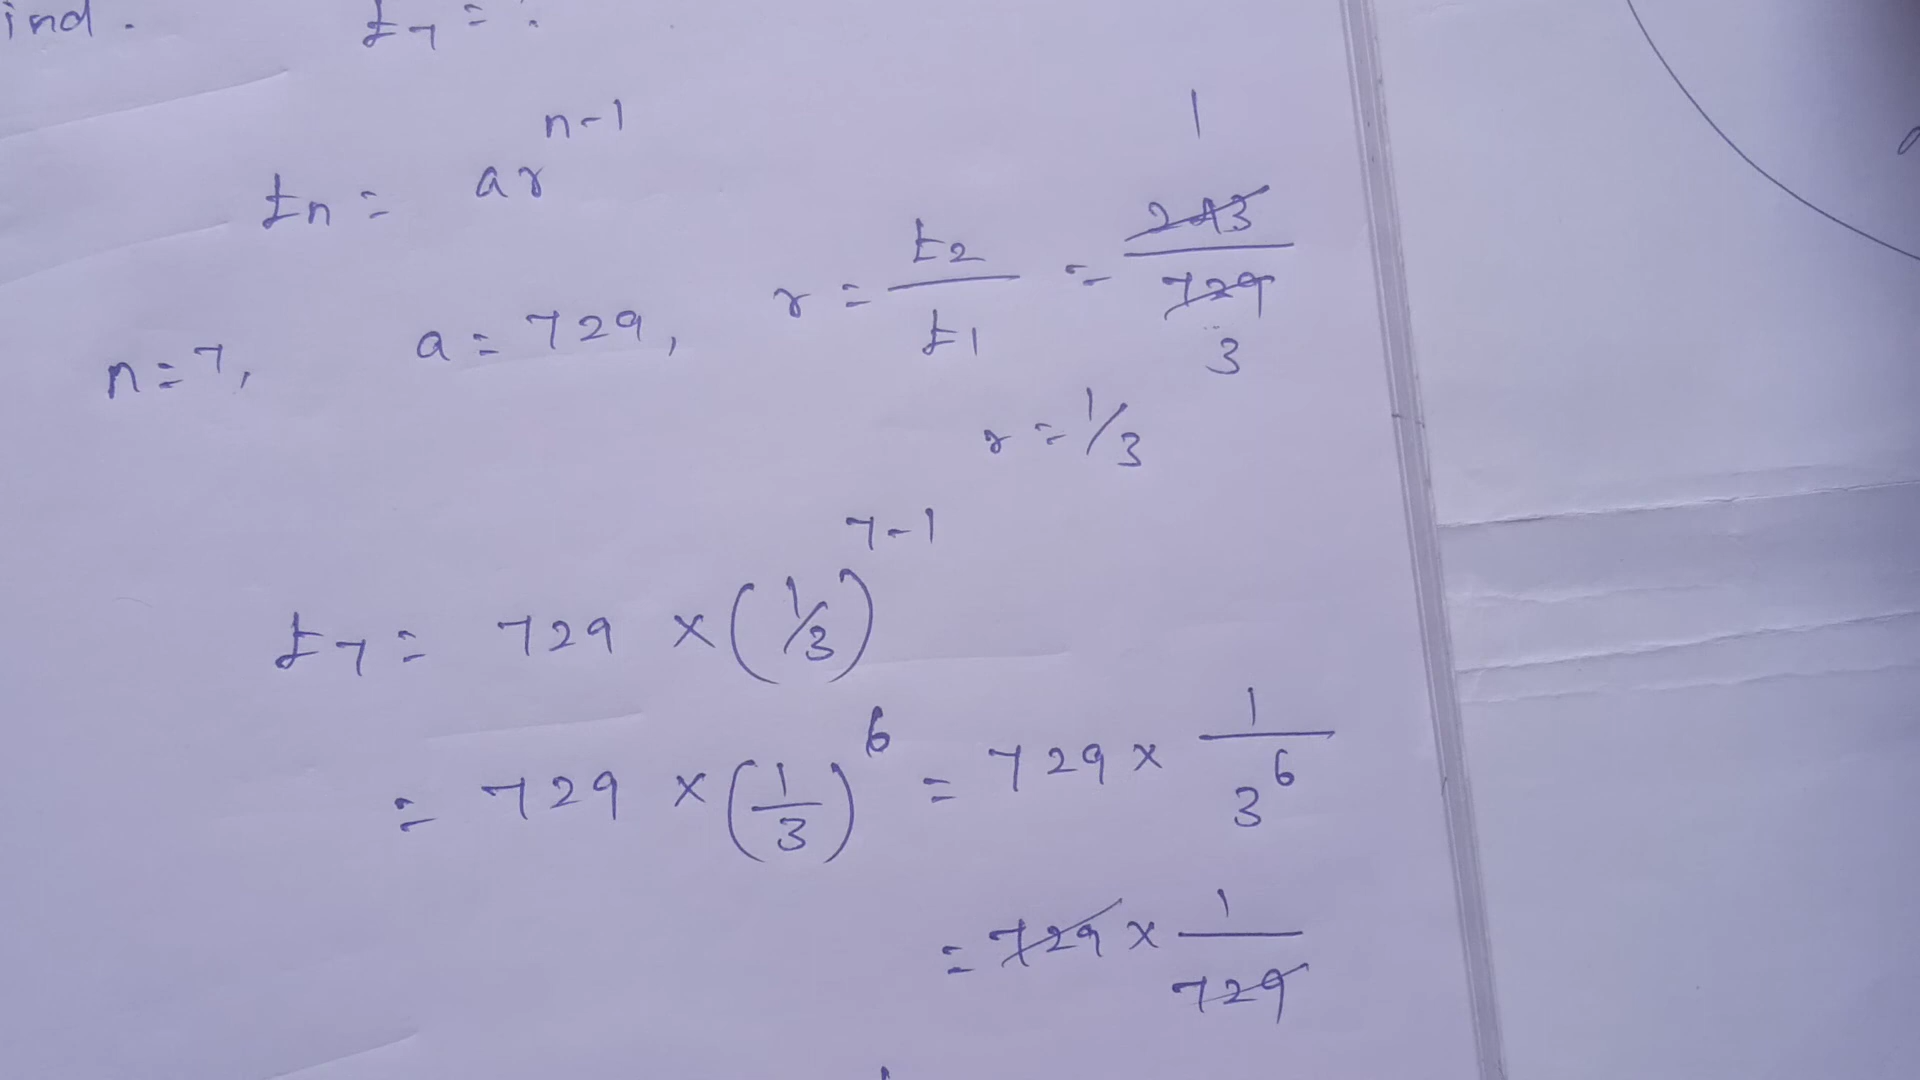 ind. t7 = ?
tn = ar^n-1
n=7, a = 729, r = t2/t1 = 243/729 1 3
r = 1/3
t7 = 729 × (1/3)^7-1
= 729 × (1/3)^6 = 729 × 1/3^6
= 729 × 1/729